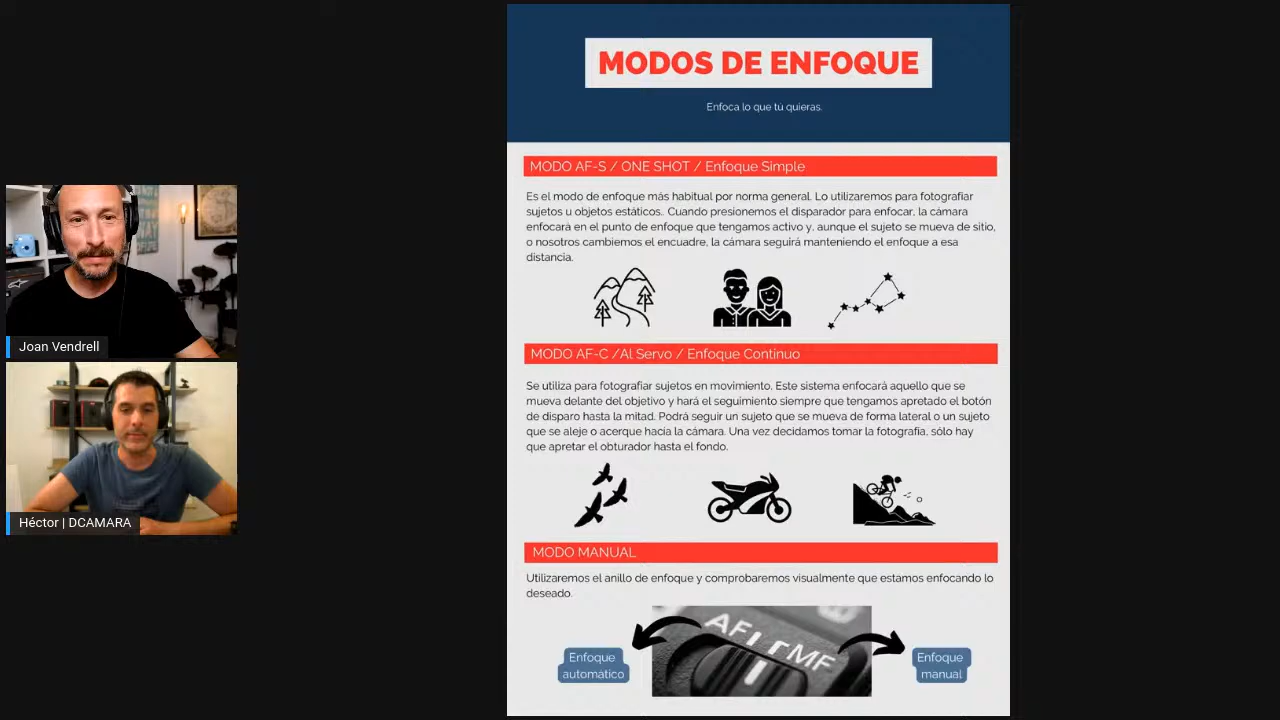 MODOS DE ENFOQUE
Enfoca lo que tú quieras.
MODO AF-S / ONE SHOT / Enfoque Simple
Es el modo de enfoque más habitual por norma general. Lo utilizaremos para fotografiar
sujetos u objetos estáticos.. Cuando presionemos el disparador para enfocar, la cámara
enfocará en el punto de enfoque que tengamos activo y, aunque el sujeto se mueva de sitio,
o nosotros cambiemos el encuadre, la cámara seguirá manteniendo el enfoque a esa
distancia.
MODO AF-C /Al Servo / Enfoque Continuo
Se utiliza para fotografiar sujetos en movimiento. Este sistema enfocará aquello que se
mueva delante del objetivo y hará el seguimiento siempre que tengamos apretado el botón
de disparo hasta la mitad. Podrá seguir un sujeto que se mueva de forma lateral o un sujeto
que se aleje o acerque hacia la cámara. Una vez decidamos tomar la fotografía, sólo hay
que apretar el obturador hasta el fondo.
MODO MANUAL
Utilizaremos el anillo de enfoque y comprobaremos visualmente que estamos enfocando lo
deseado.
AF
MF
Enfoque
automático
Enfoque
manual
Joan Vendrell
Héctor | DCAMARA